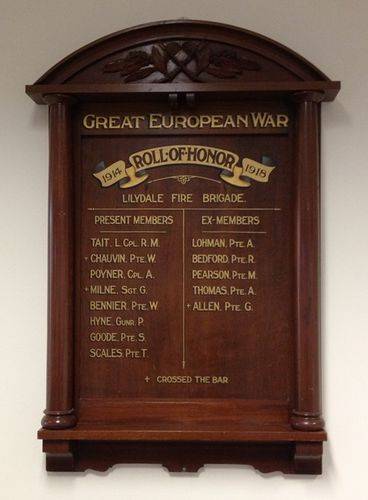 GREAT EUROPEAN WAR
1914 ROLL·OF·HONOR 1918
LILYDALE FIRE BRIGADE.
PRESENT MEMBERS
TAIT, L. CPL. R.M.
+ CHAUVIN, PTE. W.
POYNER, CPL. A.
+ MILNE, SGT. G.
BENNIER, PTE. W.
HYNE, GUNR. P.
GOODE, PTE. S.
SCALES, PTE. T.
EX-MEMBERS
LOHMAN, PTE. A.
BEDFORD, PTE. R.
PEARSON, PTE. M.
THOMAS, PTE. A.
+ ALLEN, PTE. G.
+ CROSSED THE BAR